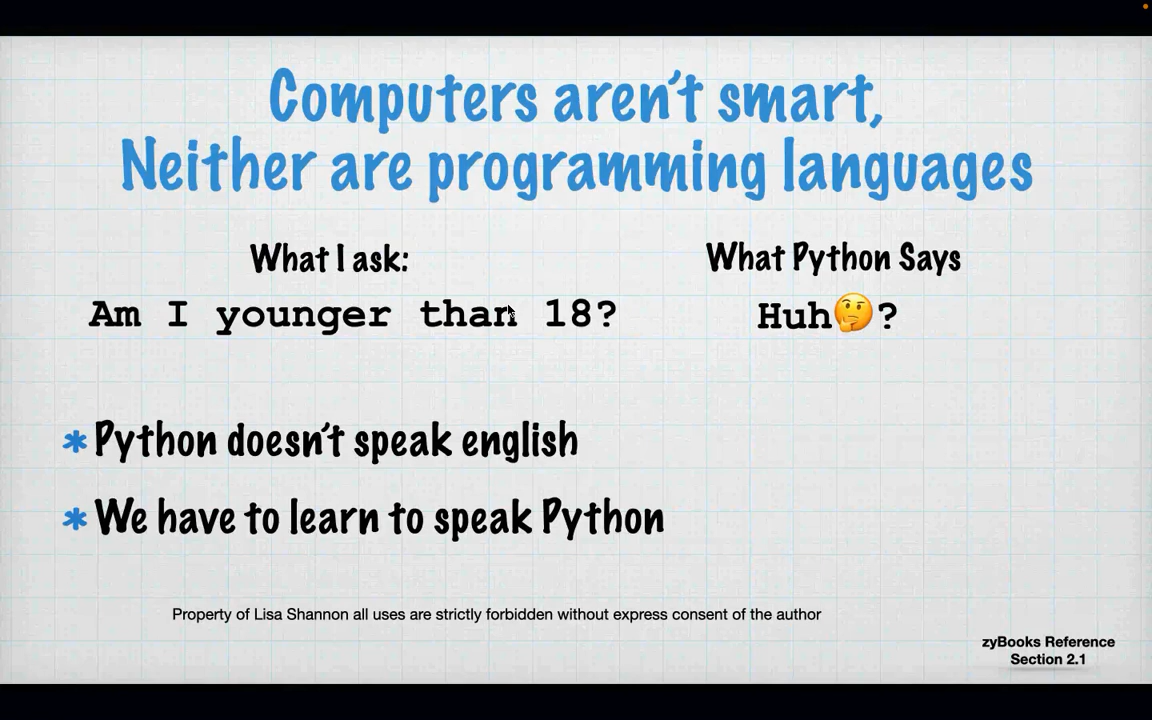 Computers aren't smart,
Neither are programming languages
What I ask:
What Python Says
Am I younger than 18?
Huh🤔?
* Python doesn't speak english
* We have to learn to speak Python
Property of Lisa Shannon all uses are strictly forbidden without express consent of the author
zyBooks Reference
Section 2.1